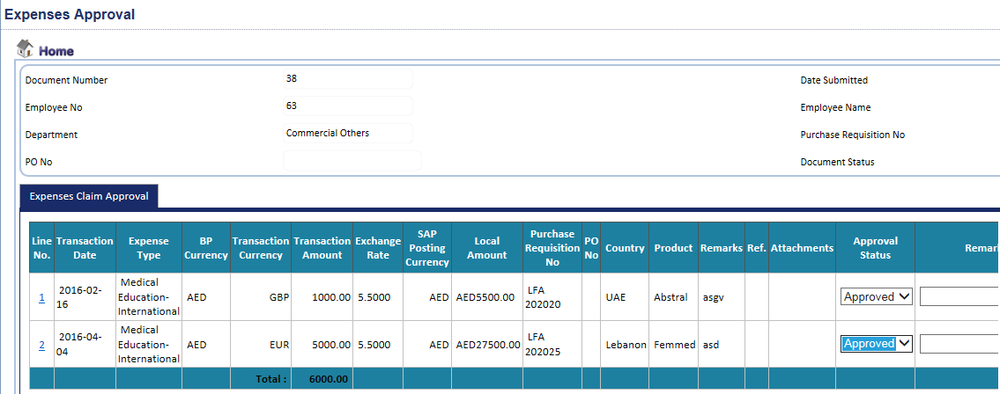 Expenses Approval
Home
Document Number 38 Date Submitted
Employee No 63 Employee Name
Department Commercial Others Purchase Requisition No
PO No Document Status
Expenses Claim Approval
Line No. Transaction Date Expense Type BP Currency Transaction Currency Transaction Amount Exchange Rate SAP Posting Currency Local Amount Purchase Requisition No PO No Country Product Remarks Ref. Attachments Approval Status Remark
1 2016-02-16 Medical Education-International AED GBP 1000.00 5.5000 AED AED5500.00 LFA 202020 UAE Abstral asgv Approved
2 2016-04-04 Medical Education-International AED EUR 5000.00 5.5000 AED AED27500.00 LFA 202025 Lebanon Femmed asd Approved
Total : 6000.00